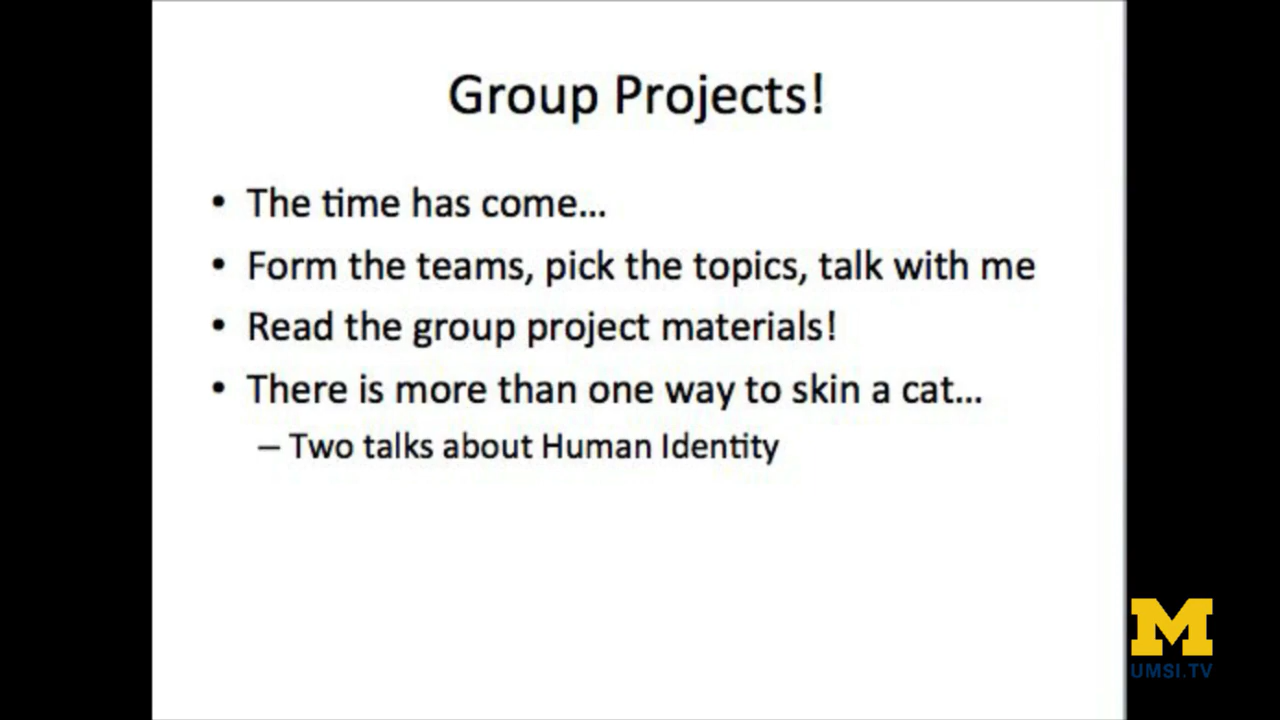 Group Projects!
• The time has come...
• Form the teams, pick the topics, talk with me
• Read the group project materials!
• There is more than one way to skin a cat...
– Two talks about Human Identity
M
UMSI.TV